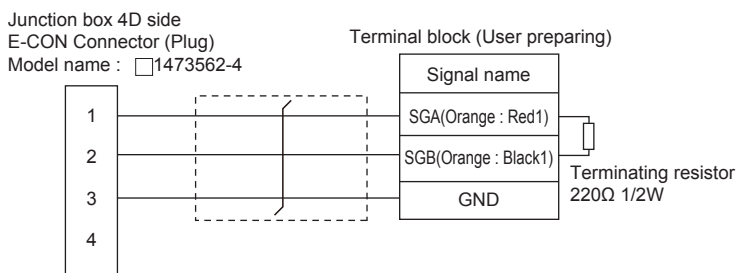 Junction box 4D side
E-CON Connector (Plug)
Model name : □1473562-4
Terminal block (User preparing)
Signal name
1
SGA(Orange : Red1)
2
SGB(Orange : Black1)
3
GND
4
Terminating resistor
220Ω 1/2W